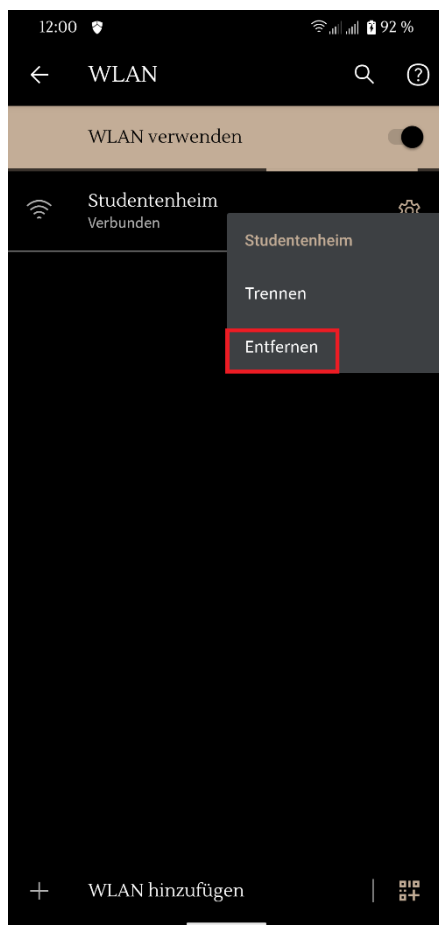 12:00 92 %
WLAN
WLAN verwenden
Studentenheim
Verbunden
Studentenheim
Trennen
Entfernen
WLAN hinzufügen